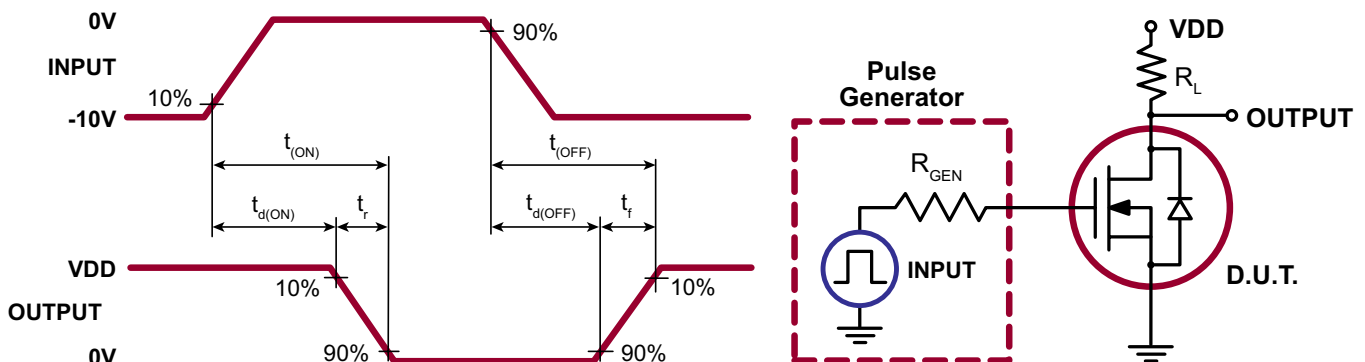 0V
INPUT
-10V
10%
90%
t(ON)
t(OFF)
td(ON)
tr
td(OFF)
tf
VDD
OUTPUT
0V
10%
90%
90%
10%
Pulse
Generator
RGEN
INPUT
VDD
RL
OUTPUT
D.U.T.